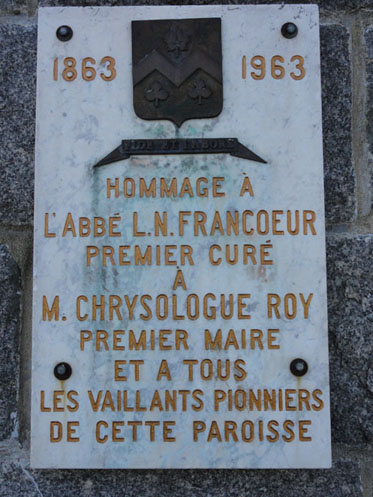 1863 1963
HOMMAGE À
L'ABBÉ L.N. FRANCOEUR
PREMIER CURÉ
À
M. CHRYSOLOGUE ROY
PREMIER MAIRE
ET A TOUS
LES VAILLANTS PIONNIERS
DE CETTE PAROISSE